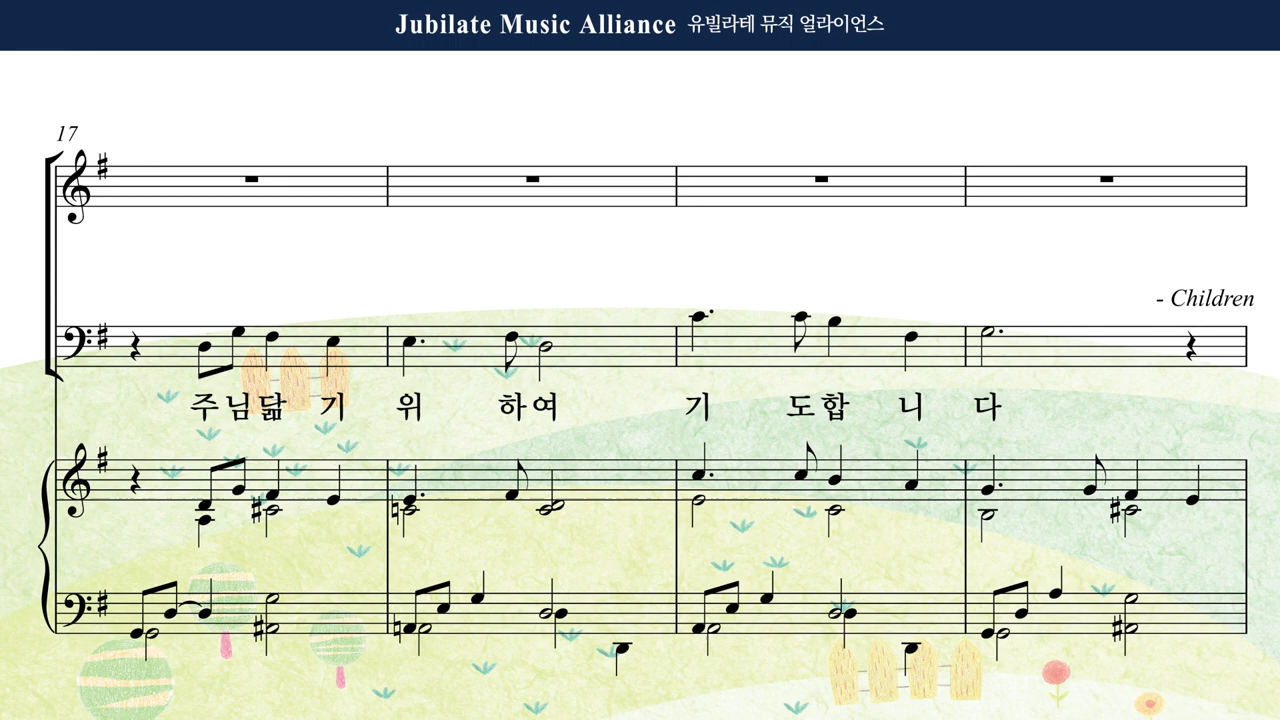 Jubilate Music Alliance 유빌라테 뮤직 얼라이언스
17
- Children
주님닮 기 위 하여 기 도합 니 다